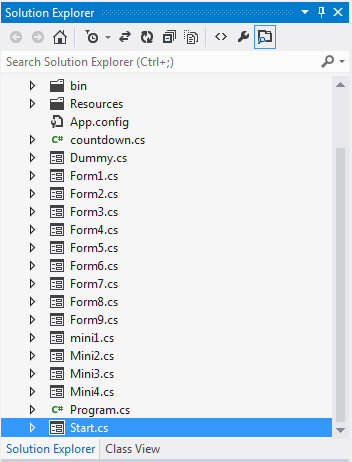 Solution Explorer
Search Solution Explorer (Ctrl+;)
bin
Resources
App.config
C# countdown.cs
Dummy.cs
Form1.cs
Form2.cs
Form3.cs
Form4.cs
Form5.cs
Form6.cs
Form7.cs
Form8.cs
Form9.cs
mini1.cs
Mini2.cs
Mini3.cs
Mini4.cs
C# Program.cs
Start.cs
Solution Explorer Class View